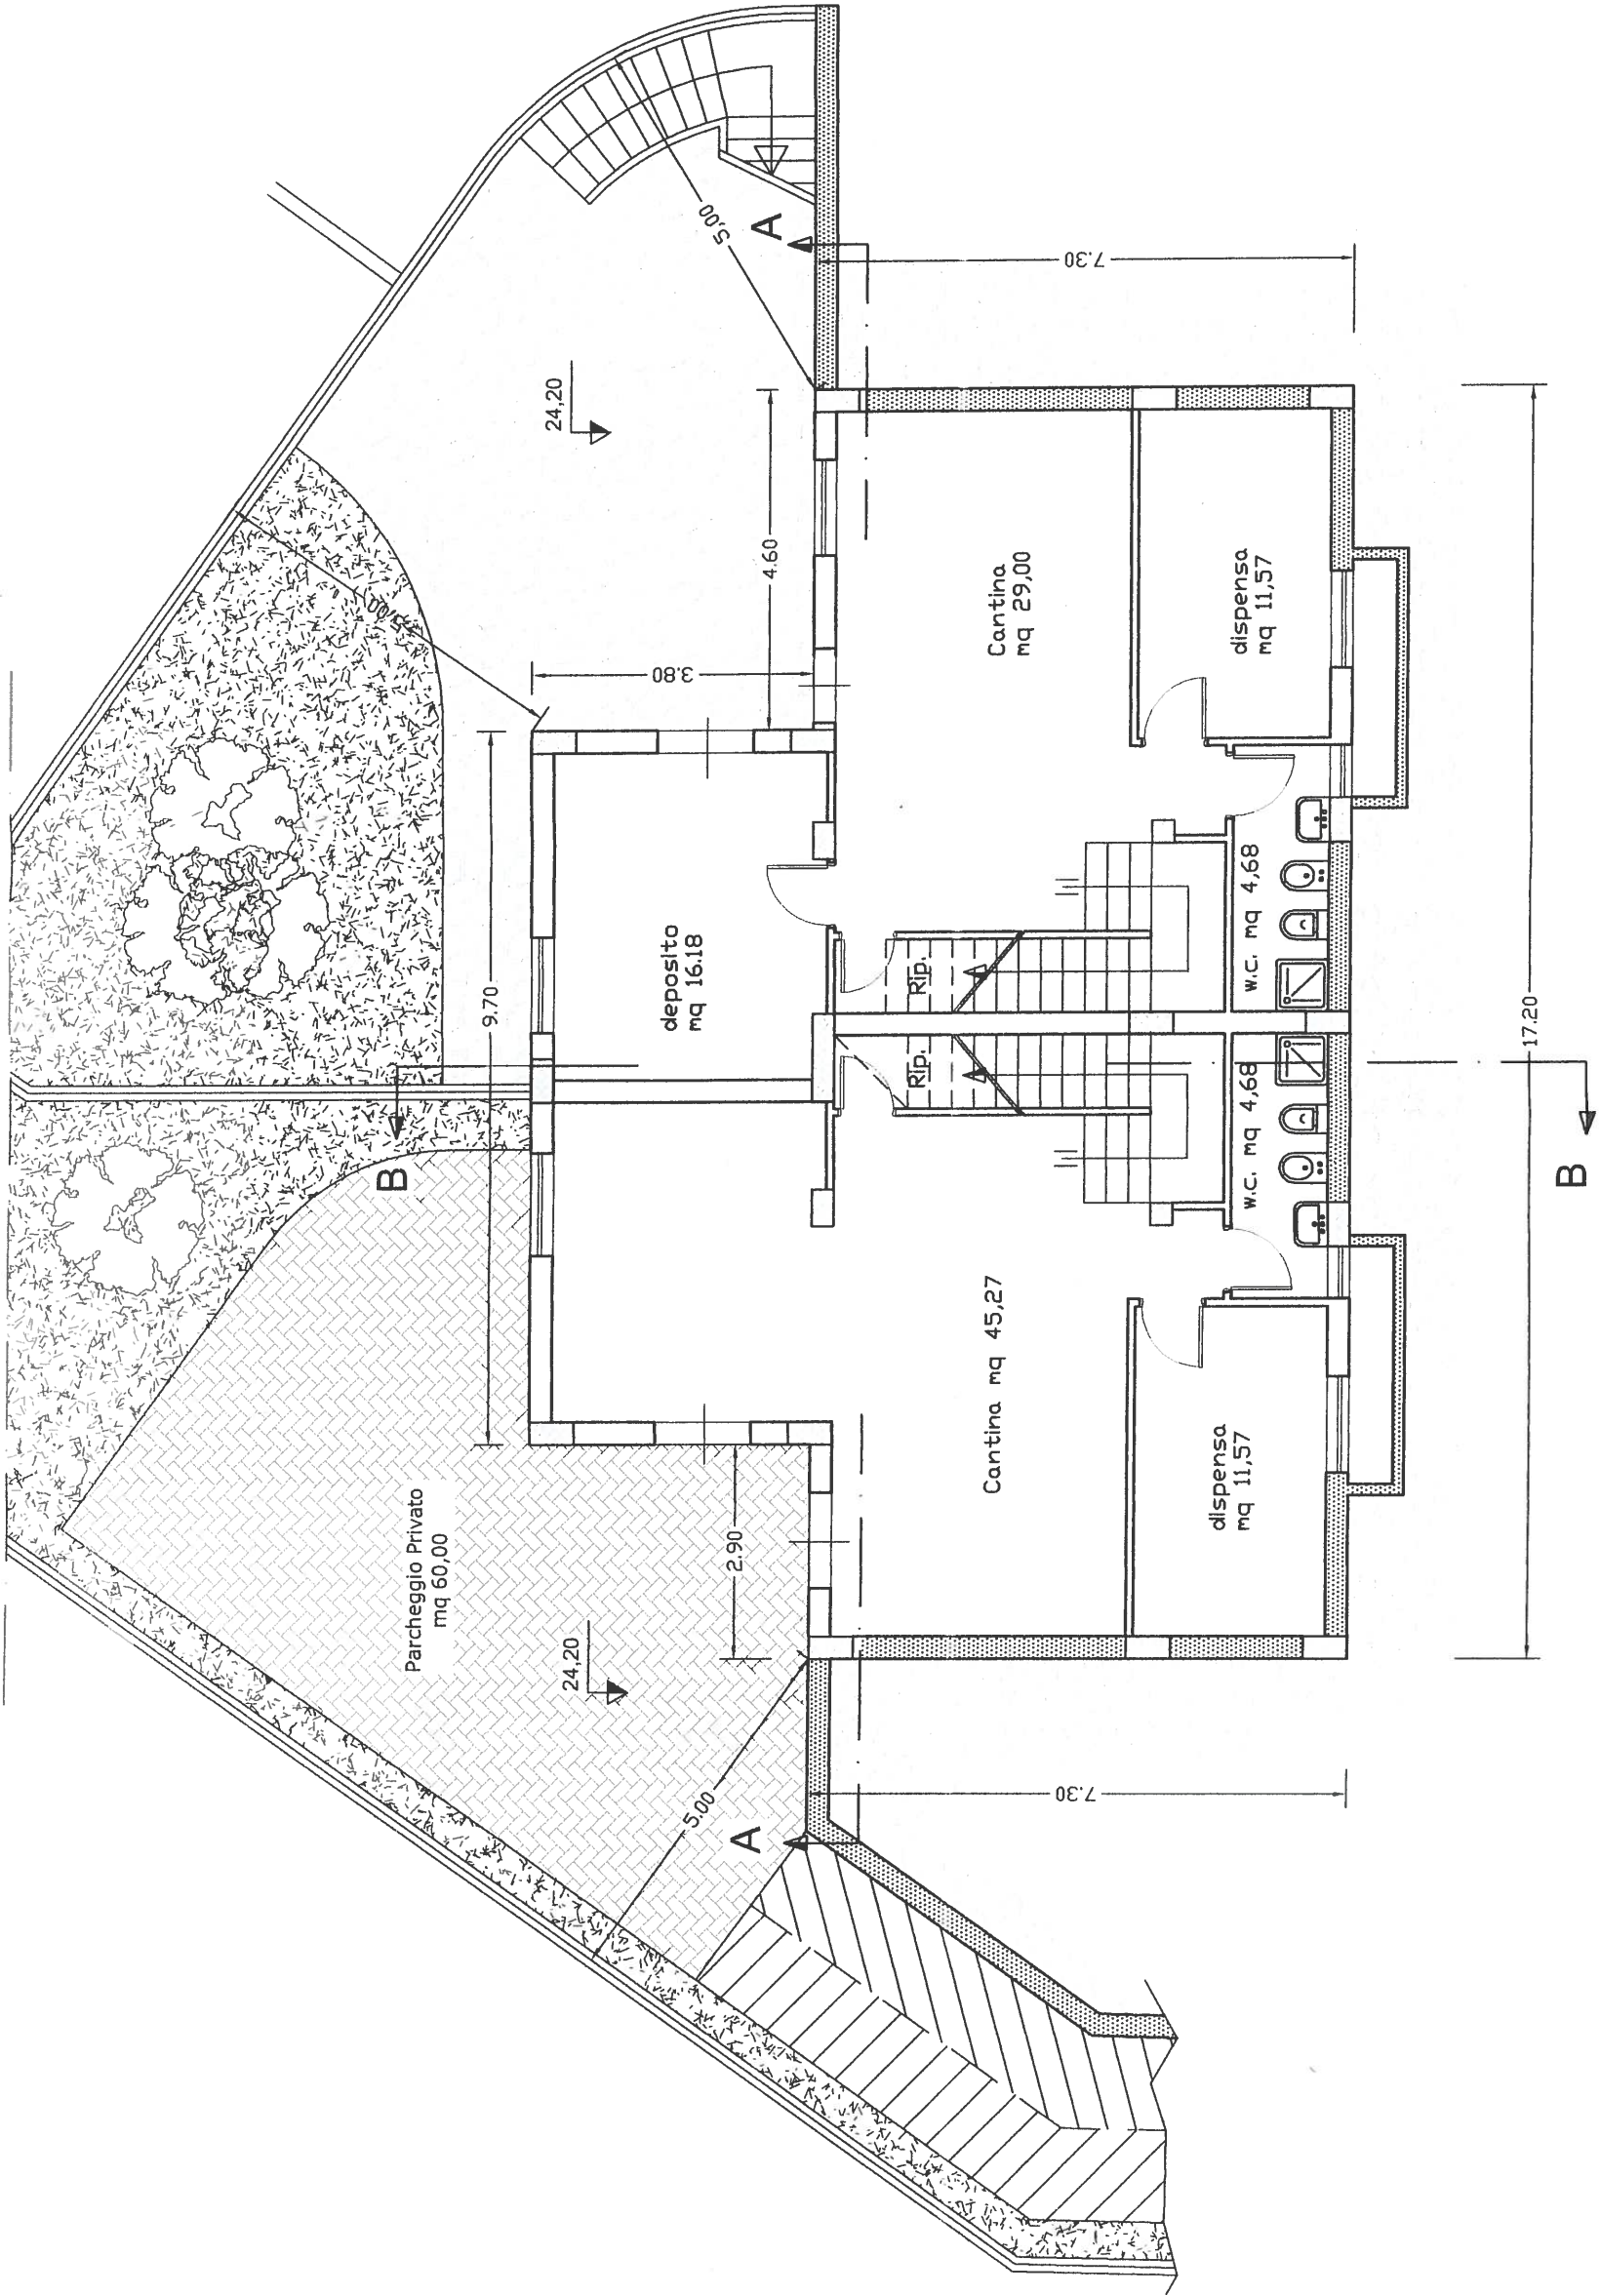 Parcheggio Privato
mq 60,00
24,20
5.00
A
2.90
9.70
B
deposito
mq 16.18
3.80
4.60
24,20
5,00
5,00
A
7.30
Cantina mq 45,27
Rip.
Rip.
Cantina
mq 29,00
7.30
dispensa
mq 11,57
w.c. mq 4,68
w.c. mq 4,68
dispensa
mq 11,57
17.20
B